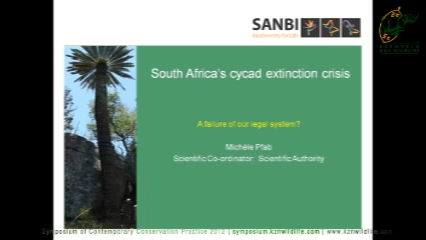 SANBI
Biodiversity for Life
South Africa's cycad extinction crisis
A failure of our legal system?
Michèle Pfab
Scientific Co-ordinator: Scientific Authority
Symposium of Contemporary Conservation Practice 2012 | symposium.kznwildlife.com | www.kznwildlife.com